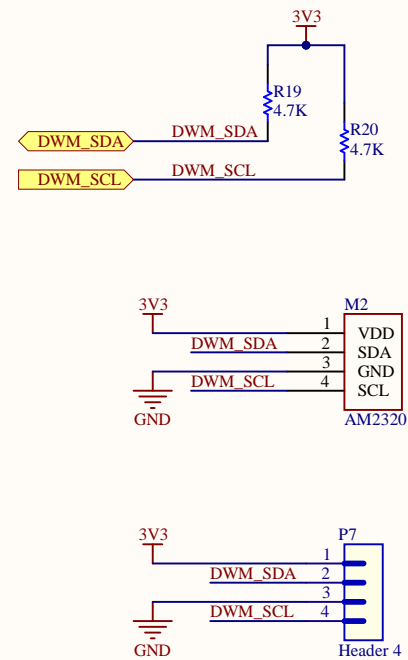 3V3
R19
4.7K
R20
4.7K
DWM_SDA DWM_SDA
DWM_SCL DWM_SCL
3V3
M2
1 VDD
DWM_SDA 2 SDA
3 GND
DWM_SCL 4 SCL
GND
AM2320
3V3
P7
1
DWM_SDA 2
3
DWM_SCL 4
GND
Header 4